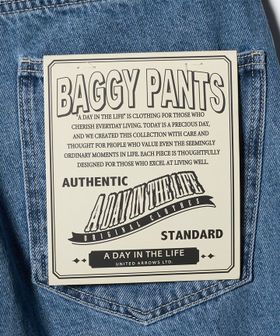 BAGGY PANTS
"A DAY IN THE LIFE" IS CLOTHING FOR THOSE WHO
CHERISH EVERYDAY LIVING. TODAY IS A PRECIOUS DAY,
AND WE CREATED THIS COLLECTION WITH CARE AND
THOUGHT FOR PEOPLE WHO VALUE EVEN THE SEEMINGLY
ORDINARY MOMENTS IN LIFE. EACH PIECE IS THOUGHTFULLY
DESIGNED FOR THOSE WHO EXCEL AT LIVING WELL.
AUTHENTIC
A DAY IN THE LIFE
ORIGINAL CLOTHES
STANDARD
A DAY IN THE LIFE
UNITED ARROWS LTD.